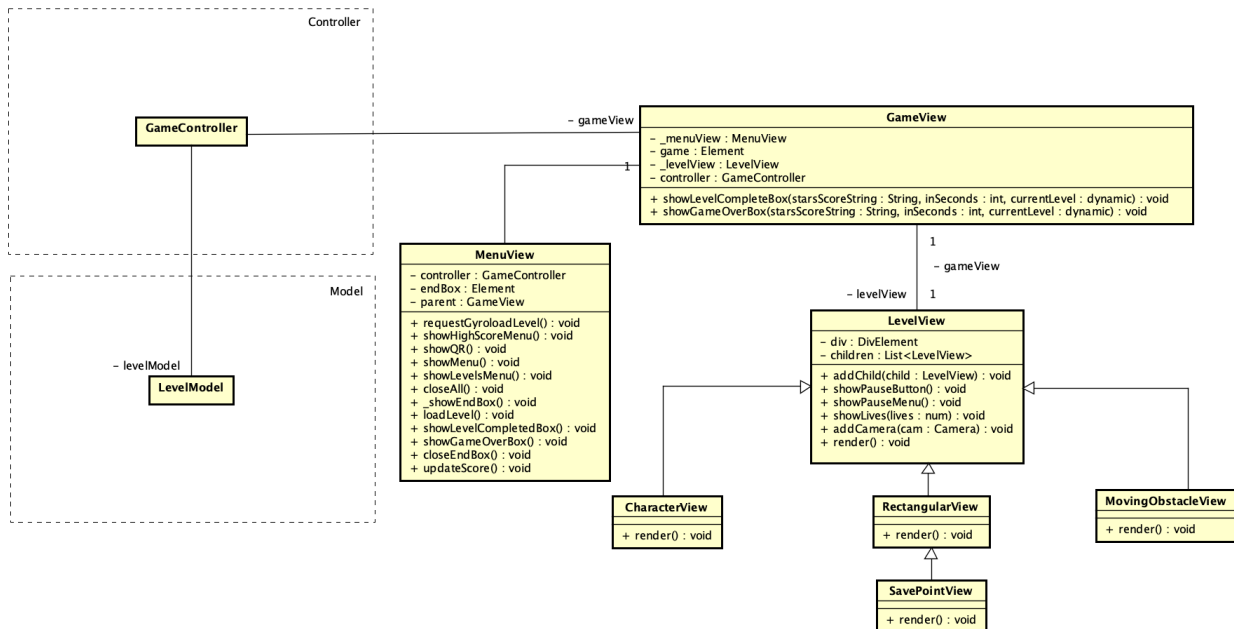 Controller
GameController
– gameView
GameView
– _menuView : MenuView
– game : Element
– _levelView : LevelView
– controller : GameController
+ showLevelCompleteBox(starsScoreString : String, inSeconds : int, currentLevel : dynamic) : void
+ showGameOverBox(starsScoreString : String, inSeconds : int, currentLevel : dynamic) : void
1
MenuView
– controller : GameController
– endBox : Element
– parent : GameView
+ requestGyroloadLevel() : void
+ showHighScoreMenu() : void
+ showQR() : void
+ showMenu() : void
+ showLevelsMenu() : void
+ closeAll() : void
+ _showEndBox() : void
+ loadLevel() : void
+ showLevelCompletedBox() : void
+ showGameOverBox() : void
+ closeEndBox() : void
+ updateScore() : void
1
– gameView
– levelView
1
Model
– levelModel
LevelModel
LevelView
– div : DivElement
– children : List<LevelView>
+ addChild(child : LevelView) : void
+ showPauseButton() : void
+ showPauseMenu() : void
+ showLives(lives : num) : void
+ addCamera(cam : Camera) : void
+ render() : void
CharacterView
+ render() : void
RectangularView
+ render() : void
MovingObstacleView
+ render() : void
SavePointView
+ render() : void